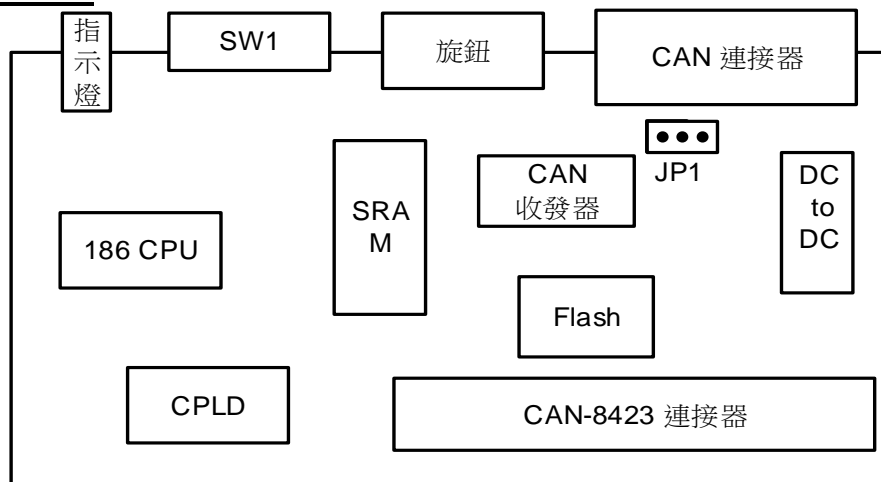 指
示
燈
SW1
旋鈕
CAN 連接器
JP1
CAN
收發器
DC
to
DC
SRA
M
186 CPU
Flash
CPLD
CAN-8423 連接器